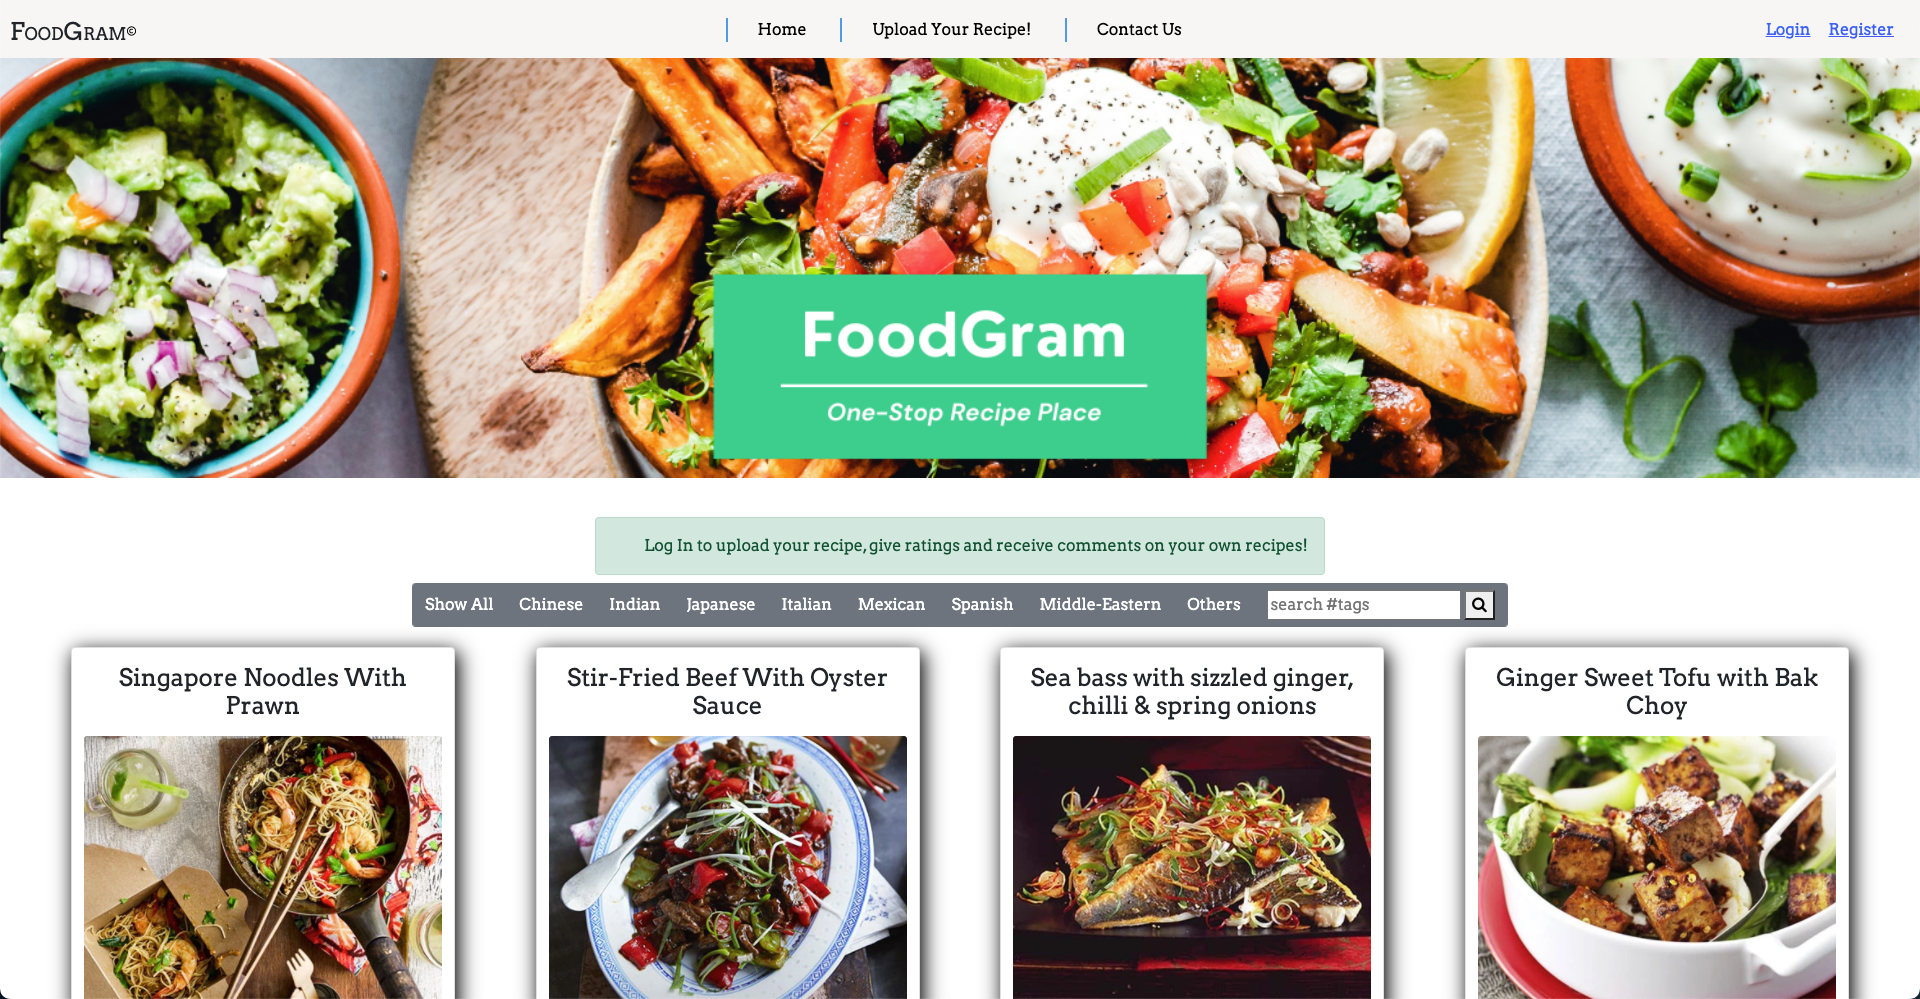 FoodGram©
Home
Upload Your Recipe!
Contact Us
Login
Register
FoodGram
One-Stop Recipe Place
Log In to upload your recipe, give ratings and receive comments on your own recipes!
Show All
Chinese
Indian
Japanese
Italian
Mexican
Spanish
Middle-Eastern
Others
search #tags
Singapore Noodles With
Prawn
Stir-Fried Beef With Oyster
Sauce
Sea bass with sizzled ginger,
chilli & spring onions
Ginger Sweet Tofu with Bak
Choy